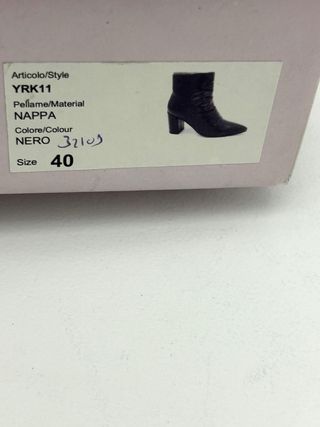 Articolo/Style
YRK11
Pellame/Material
NAPPA
Colore/Colour
NERO 32109
Size 40